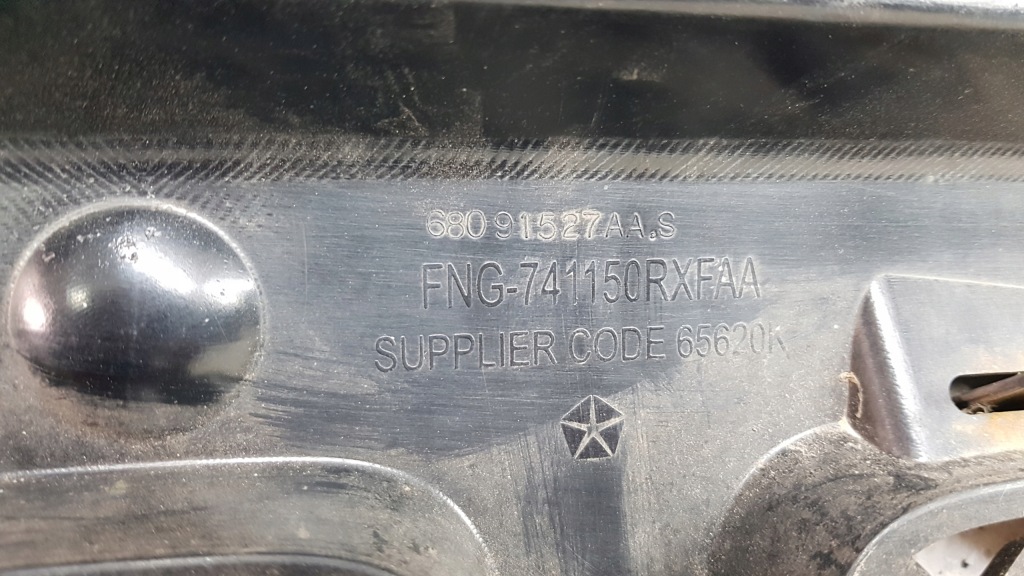 68091527AA.S
FNG-741150RXFAA
SUPPLIER CODE 65620K